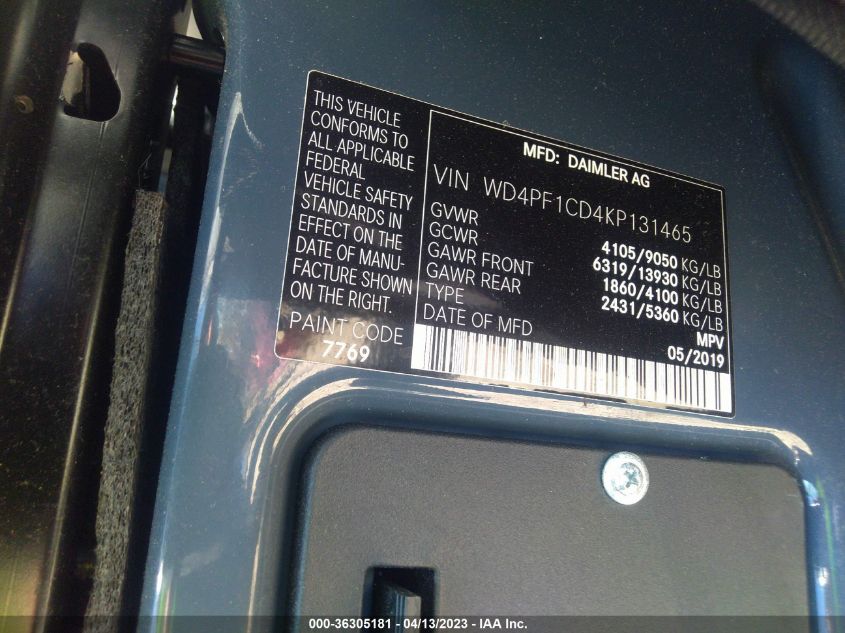 THIS VEHICLE
CONFORMS TO
ALL APPLICABLE
FEDERAL
VEHICLE SAFETY
STANDARDS IN
EFFECT ON THE
DATE OF MANU-
FACTURE SHOWN
ON THE RIGHT.
PAINT CODE
7769
MFD: DAIMLER AG
VIN WD4PF1CD4KP131465
GVWR 4105/9050 KG/LB
GCWR 6319/13930 KG/LB
GAWR FRONT 1860/4100 KG/LB
GAWR REAR 2431/5360 KG/LB
TYPE MPV
DATE OF MFD 05/2019
000-36305181 - 04/13/2023 - IAA Inc.